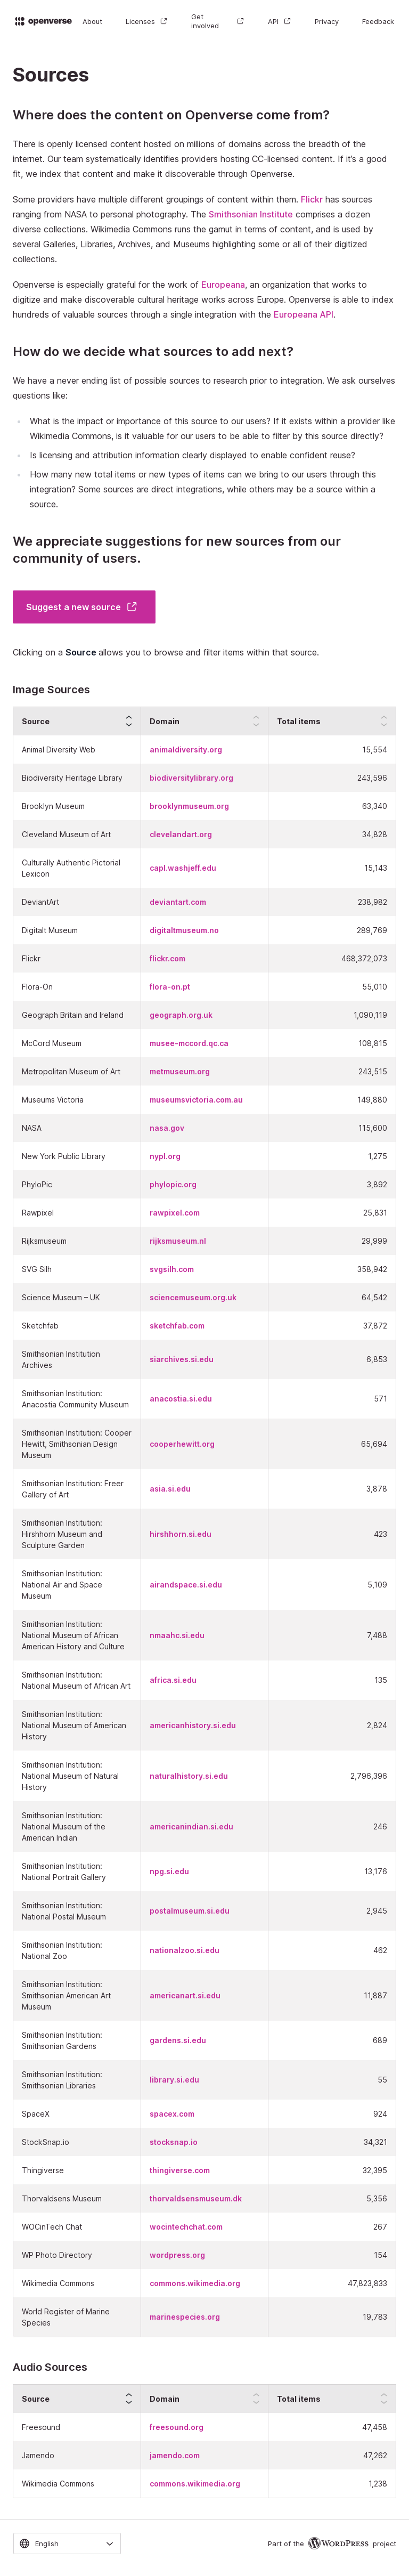 openverse About Licenses Get involved API Privacy Feedback
Sources
Where does the content on Openverse come from?
There is openly licensed content hosted on millions of domains across the breadth of the
internet. Our team systematically identifies providers hosting CC-licensed content. If it's a good
fit, we index that content and make it discoverable through Openverse.
Some providers have multiple different groupings of content within them. Flickr has sources
ranging from NASA to personal photography. The Smithsonian Institute comprises a dozen
diverse collections. Wikimedia Commons runs the gamut in terms of content, and is used by
several Galleries, Libraries, Archives, and Museums highlighting some or all of their digitized
collections.
Openverse is especially grateful for the work of Europeana, an organization that works to
digitize and make discoverable cultural heritage works across Europe. Openverse is able to index
hundreds of valuable sources through a single integration with the Europeana API.
How do we decide what sources to add next?
We have a never ending list of possible sources to research prior to integration. We ask ourselves
questions like:
What is the impact or importance of this source to our users? If it exists within a provider like
Wikimedia Commons, is it valuable for our users to be able to filter by this source directly?
Is licensing and attribution information clearly displayed to enable confident reuse?
How many new total items or new types of items can we bring to our users through this
integration? Some sources are direct integrations, while others may be a source within a
source.
We appreciate suggestions for new sources from our
community of users.
Suggest a new source
Clicking on a Source allows you to browse and filter items within that source.
Image Sources
Source Domain Total items
Animal Diversity Web animaldiversity.org 15,554
Biodiversity Heritage Library biodiversitylibrary.org 243,596
Brooklyn Museum brooklynmuseum.org 63,340
Cleveland Museum of Art clevelandart.org 34,828
Culturally Authentic Pictorial
Lexicon capl.washjeff.edu 15,143
DeviantArt deviantart.com 238,982
Digitalt Museum digitaltmuseum.no 289,769
Flickr flickr.com 468,372,073
Flora-On flora-on.pt 55,010
Geograph Britain and Ireland geograph.org.uk 1,090,119
McCord Museum musee-mccord.qc.ca 108,815
Metropolitan Museum of Art metmuseum.org 243,515
Museums Victoria museumsvictoria.com.au 149,880
NASA nasa.gov 115,600
New York Public Library nypl.org 1,275
PhyloPic phylopic.org 3,892
Rawpixel rawpixel.com 25,831
Rijksmuseum rijksmuseum.nl 29,999
SVG Silh svgsilh.com 358,942
Science Museum – UK sciencemuseum.org.uk 64,542
Sketchfab sketchfab.com 37,872
Smithsonian Institution
Archives siarchives.si.edu 6,853
Smithsonian Institution:
Anacostia Community Museum anacostia.si.edu 571
Smithsonian Institution: Cooper
Hewitt, Smithsonian Design
Museum cooperhewitt.org 65,694
Smithsonian Institution: Freer
Gallery of Art asia.si.edu 3,878
Smithsonian Institution:
Hirshhorn Museum and
Sculpture Garden hirshhorn.si.edu 423
Smithsonian Institution:
National Air and Space
Museum airandspace.si.edu 5,109
Smithsonian Institution:
National Museum of African
American History and Culture nmaahc.si.edu 7,488
Smithsonian Institution:
National Museum of African Art africa.si.edu 135
Smithsonian Institution:
National Museum of American
History americanhistory.si.edu 2,824
Smithsonian Institution:
National Museum of Natural
History naturalhistory.si.edu 2,796,396
Smithsonian Institution:
National Museum of the
American Indian americanindian.si.edu 246
Smithsonian Institution:
National Portrait Gallery npg.si.edu 13,176
Smithsonian Institution:
National Postal Museum postalmuseum.si.edu 2,945
Smithsonian Institution:
National Zoo nationalzoo.si.edu 462
Smithsonian Institution:
Smithsonian American Art
Museum americanart.si.edu 11,887
Smithsonian Institution:
Smithsonian Gardens gardens.si.edu 689
Smithsonian Institution:
Smithsonian Libraries library.si.edu 55
SpaceX spacex.com 924
StockSnap.io stocksnap.io 34,321
Thingiverse thingiverse.com 32,395
Thorvaldsens Museum thorvaldsensmuseum.dk 5,356
WOCinTech Chat wocintechchat.com 267
WP Photo Directory wordpress.org 154
Wikimedia Commons commons.wikimedia.org 47,823,833
World Register of Marine
Species marinespecies.org 19,783
Audio Sources
Source Domain Total items
Freesound freesound.org 47,458
Jamendo jamendo.com 47,262
Wikimedia Commons commons.wikimedia.org 1,238
English Part of the WORDPRESS project